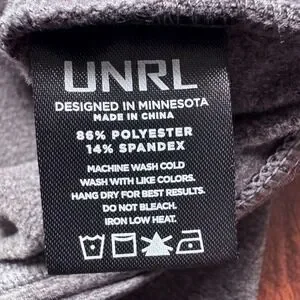 UNRL
DESIGNED IN MINNESOTA
MADE IN CHINA
86% POLYESTER
14% SPANDEX
MACHINE WASH COLD
WASH WITH LIKE COLORS.
HANG DRY FOR BEST RESULTS.
DO NOT BLEACH.
IRON LOW HEAT.